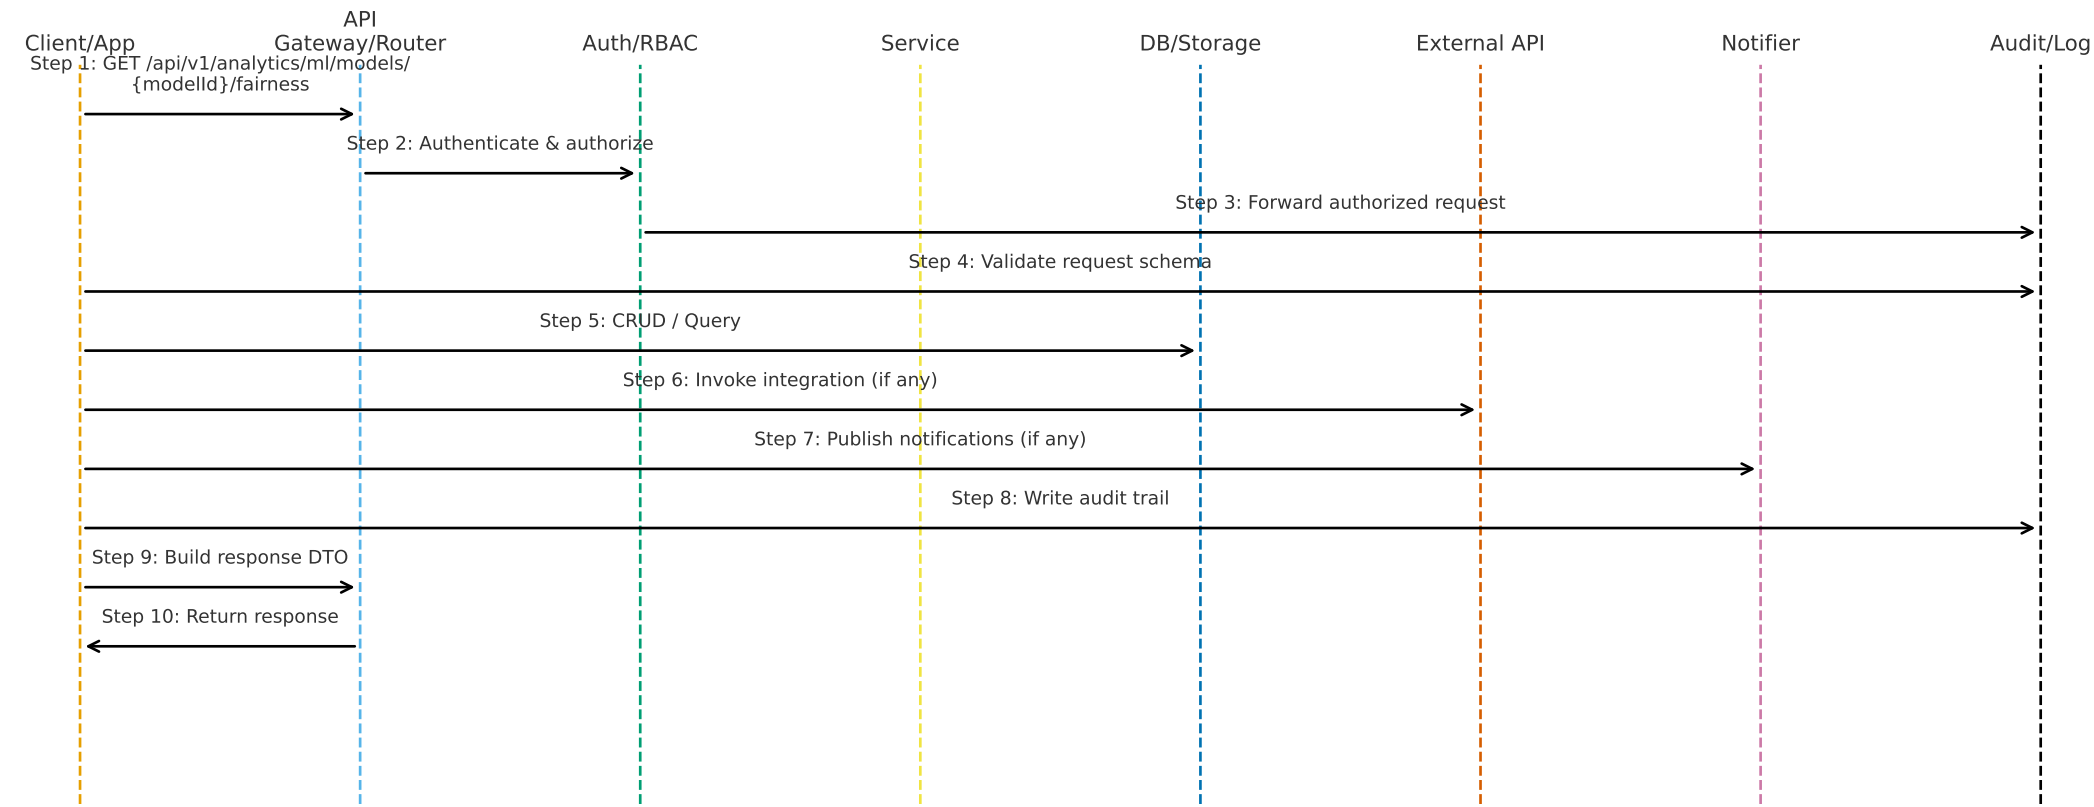 API
Client/App
Gateway/Router
Auth/RBAC
Service
DB/Storage
External API
Notifier
Audit/Log
Step 1: GET /api/v1/analytics/ml/models/
{modelId}/fairness
Step 2: Authenticate & authorize
Step 3: Forward authorized request
Step 4: Validate request schema
Step 5: CRUD / Query
Step 6: Invoke integration (if any)
Step 7: Publish notifications (if any)
Step 8: Write audit trail
Step 9: Build response DTO
Step 10: Return response